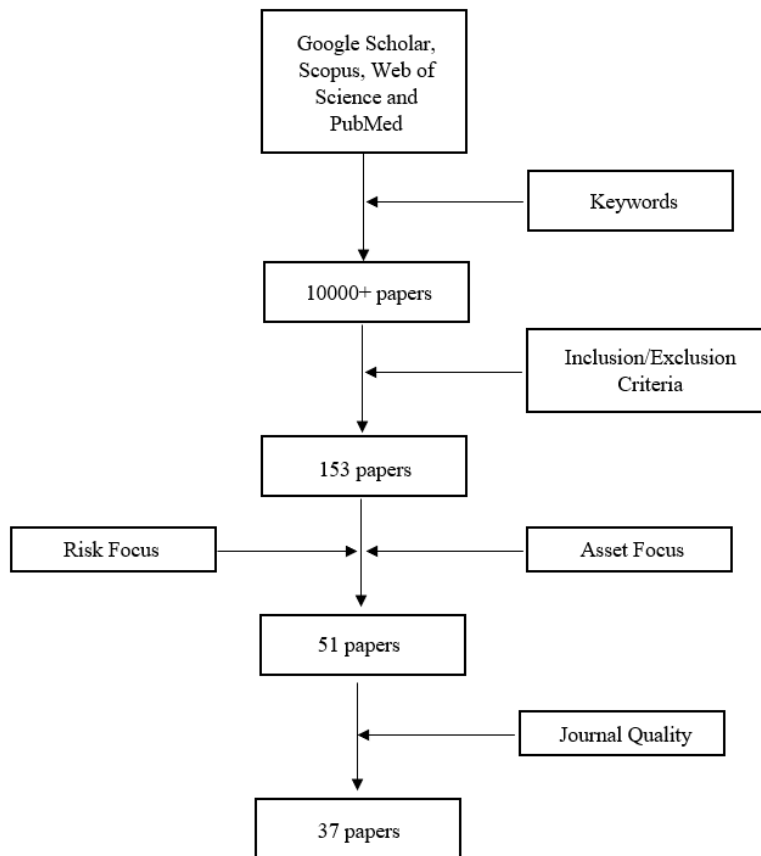 Google Scholar,
Scopus, Web of
Science and
PubMed
Keywords
10000+ papers
Inclusion/Exclusion
Criteria
153 papers
Risk Focus
Asset Focus
51 papers
Journal Quality
37 papers